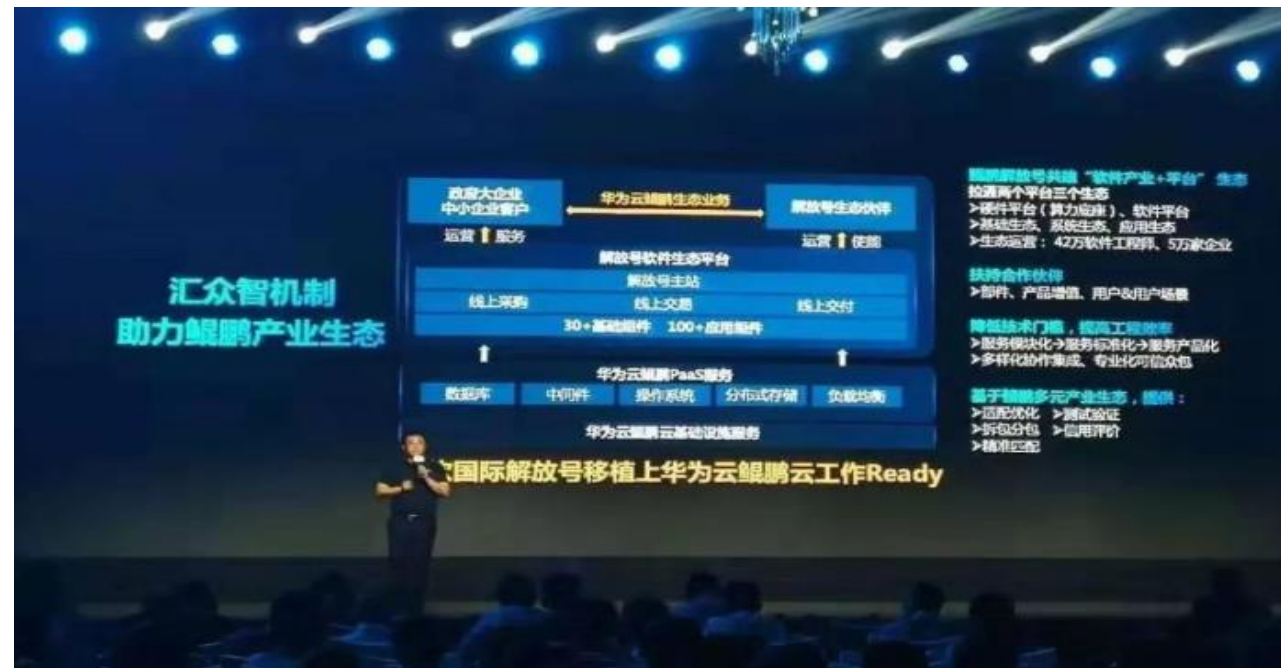 汇众智机制
助力鲲鹏产业生态
政府大企业
中小企业客户
华为云鲲鹏生态业务
解放号生态伙伴
运营 服务
运营 使能
解放号软件生态平台
解放号主站
线上采购 线上交易 线上交付
30+基础组件 100+应用组件
华为云鲲鹏PaaS服务
数据库 中间件 操作系统 分布式存储 负载均衡
华为云鲲鹏云基础设施服务
国际解放号移植上华为云鲲鹏云工作Ready
鲲鹏解放号共建“软件产业+平台” 生态
拉通两个平台三个生态
>硬件平台(算力底座)、软件平台
>基础生态、系统生态、应用生态
>生态运营:42万软件工程师、5万家企业
扶持合作伙伴
>部件、产品增值、用户&用户场景
降低技术门槛,提高工程效率
>服务模块化→服务标准化→服务产品化
>多样化协作集成、专业化可信众包
基于鲲鹏多元产业生态,提供:
>适配优化 >测试验证
>拆包分包 >信用评价
>精准匹配